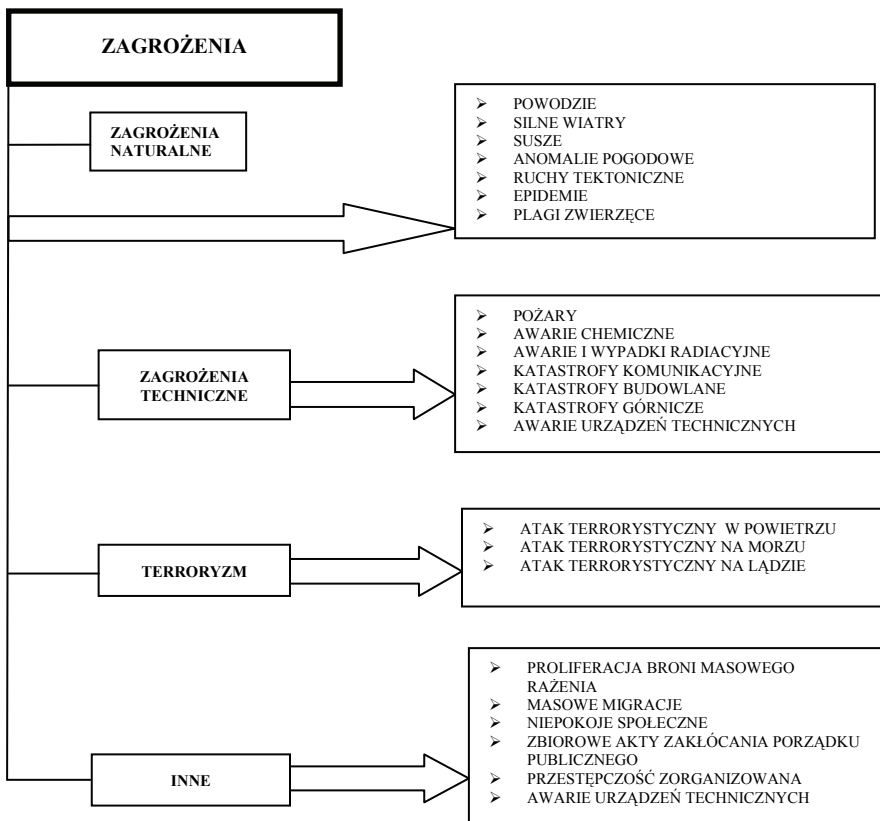 ZAGROŻENIA
ZAGROŻENIA
NATURALNE
➢ POWODZIE
➢ SILNE WIATRY
➢ SUSZE
➢ ANOMALIE POGODOWE
➢ RUCHY TEKTONICZNE
➢ EPIDEMIE
➢ PLAGI ZWIERZĘCE
ZAGROŻENIA
TECHNICZNE
➢ POŻARY
➢ AWARIE CHEMICZNE
➢ AWARIE I WYPADKI RADIACYJNE
➢ KATASTROFY KOMUNIKACYJNE
➢ KATASTROFY BUDOWLANE
➢ KATASTROFY GÓRNICZE
➢ AWARIE URZĄDZEŃ TECHNICZNYCH
TERRORYZM
➢ ATAK TERRORYSTYCZNY W POWIETRZU
➢ ATAK TERRORYSTYCZNY NA MORZU
➢ ATAK TERRORYSTYCZNY NA LĄDZIE
INNE
➢ PROLIFERACJA BRONI MASOWEGO
RAŻENIA
➢ MASOWE MIGRACJE
➢ NIEPOKOJE SPOŁECZNE
➢ ZBIOROWE AKTY ZAKŁÓCANIA PORZĄDKU
PUBLICZNEGO
➢ PRZESTĘPCZOŚĆ ZORGANIZOWANA
➢ AWARIE URZĄDZEŃ TECHNICZNYCH